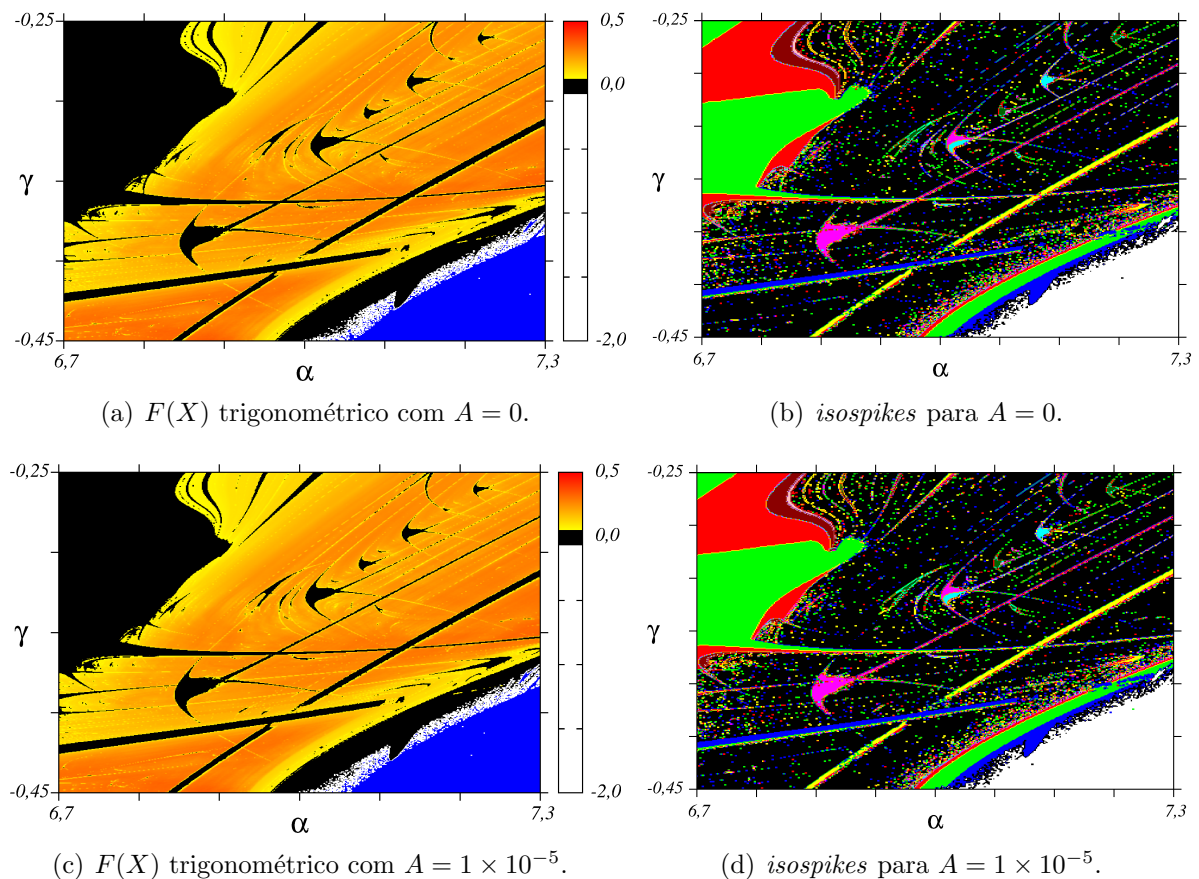 -0,25
γ
-0,45
6,7
α
7,3
0,5
0,0
-2,0
(a) F(X) trigonométrico com A = 0.
-0,25
γ
-0,45
6,7
α
7,3
(b) isospikes para A = 0.
-0,25
γ
-0,45
6,7
α
7,3
0,5
0,0
-2,0
(c) F(X) trigonométrico com A = 1 × 10⁻⁵.
-0,25
γ
-0,45
6,7
α
7,3
(d) isospikes para A = 1 × 10⁻⁵.